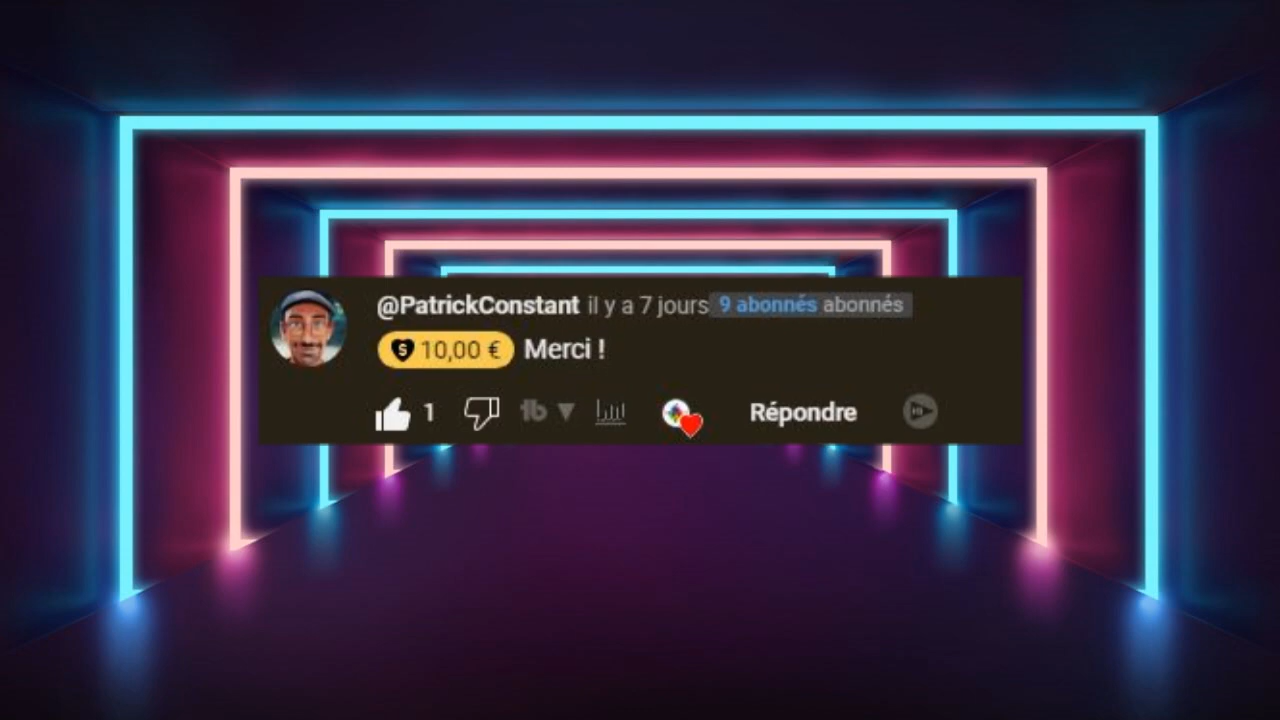 @PatrickConstant il y a 7 jours 9 abonnés abonnés
10,00 € Merci !
1 Répondre